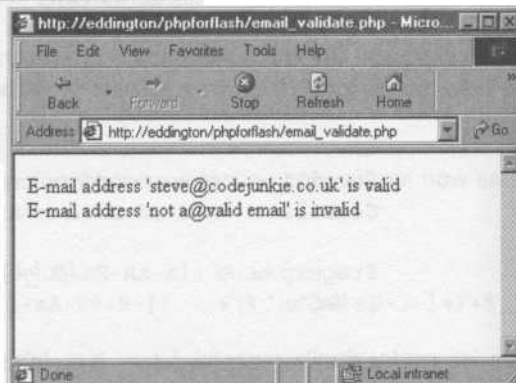 http://eddington/phpforflash/email_validate.php - Micro...
File Edit View Favorites Tools Help
Back Forward Stop Refresh Home
Address http://eddington/phpforflash/email_validate.php Go
E-mail address 'steve@codejunkie.co.uk' is valid
E-mail address 'not a@valid email' is invalid
Done Local intranet